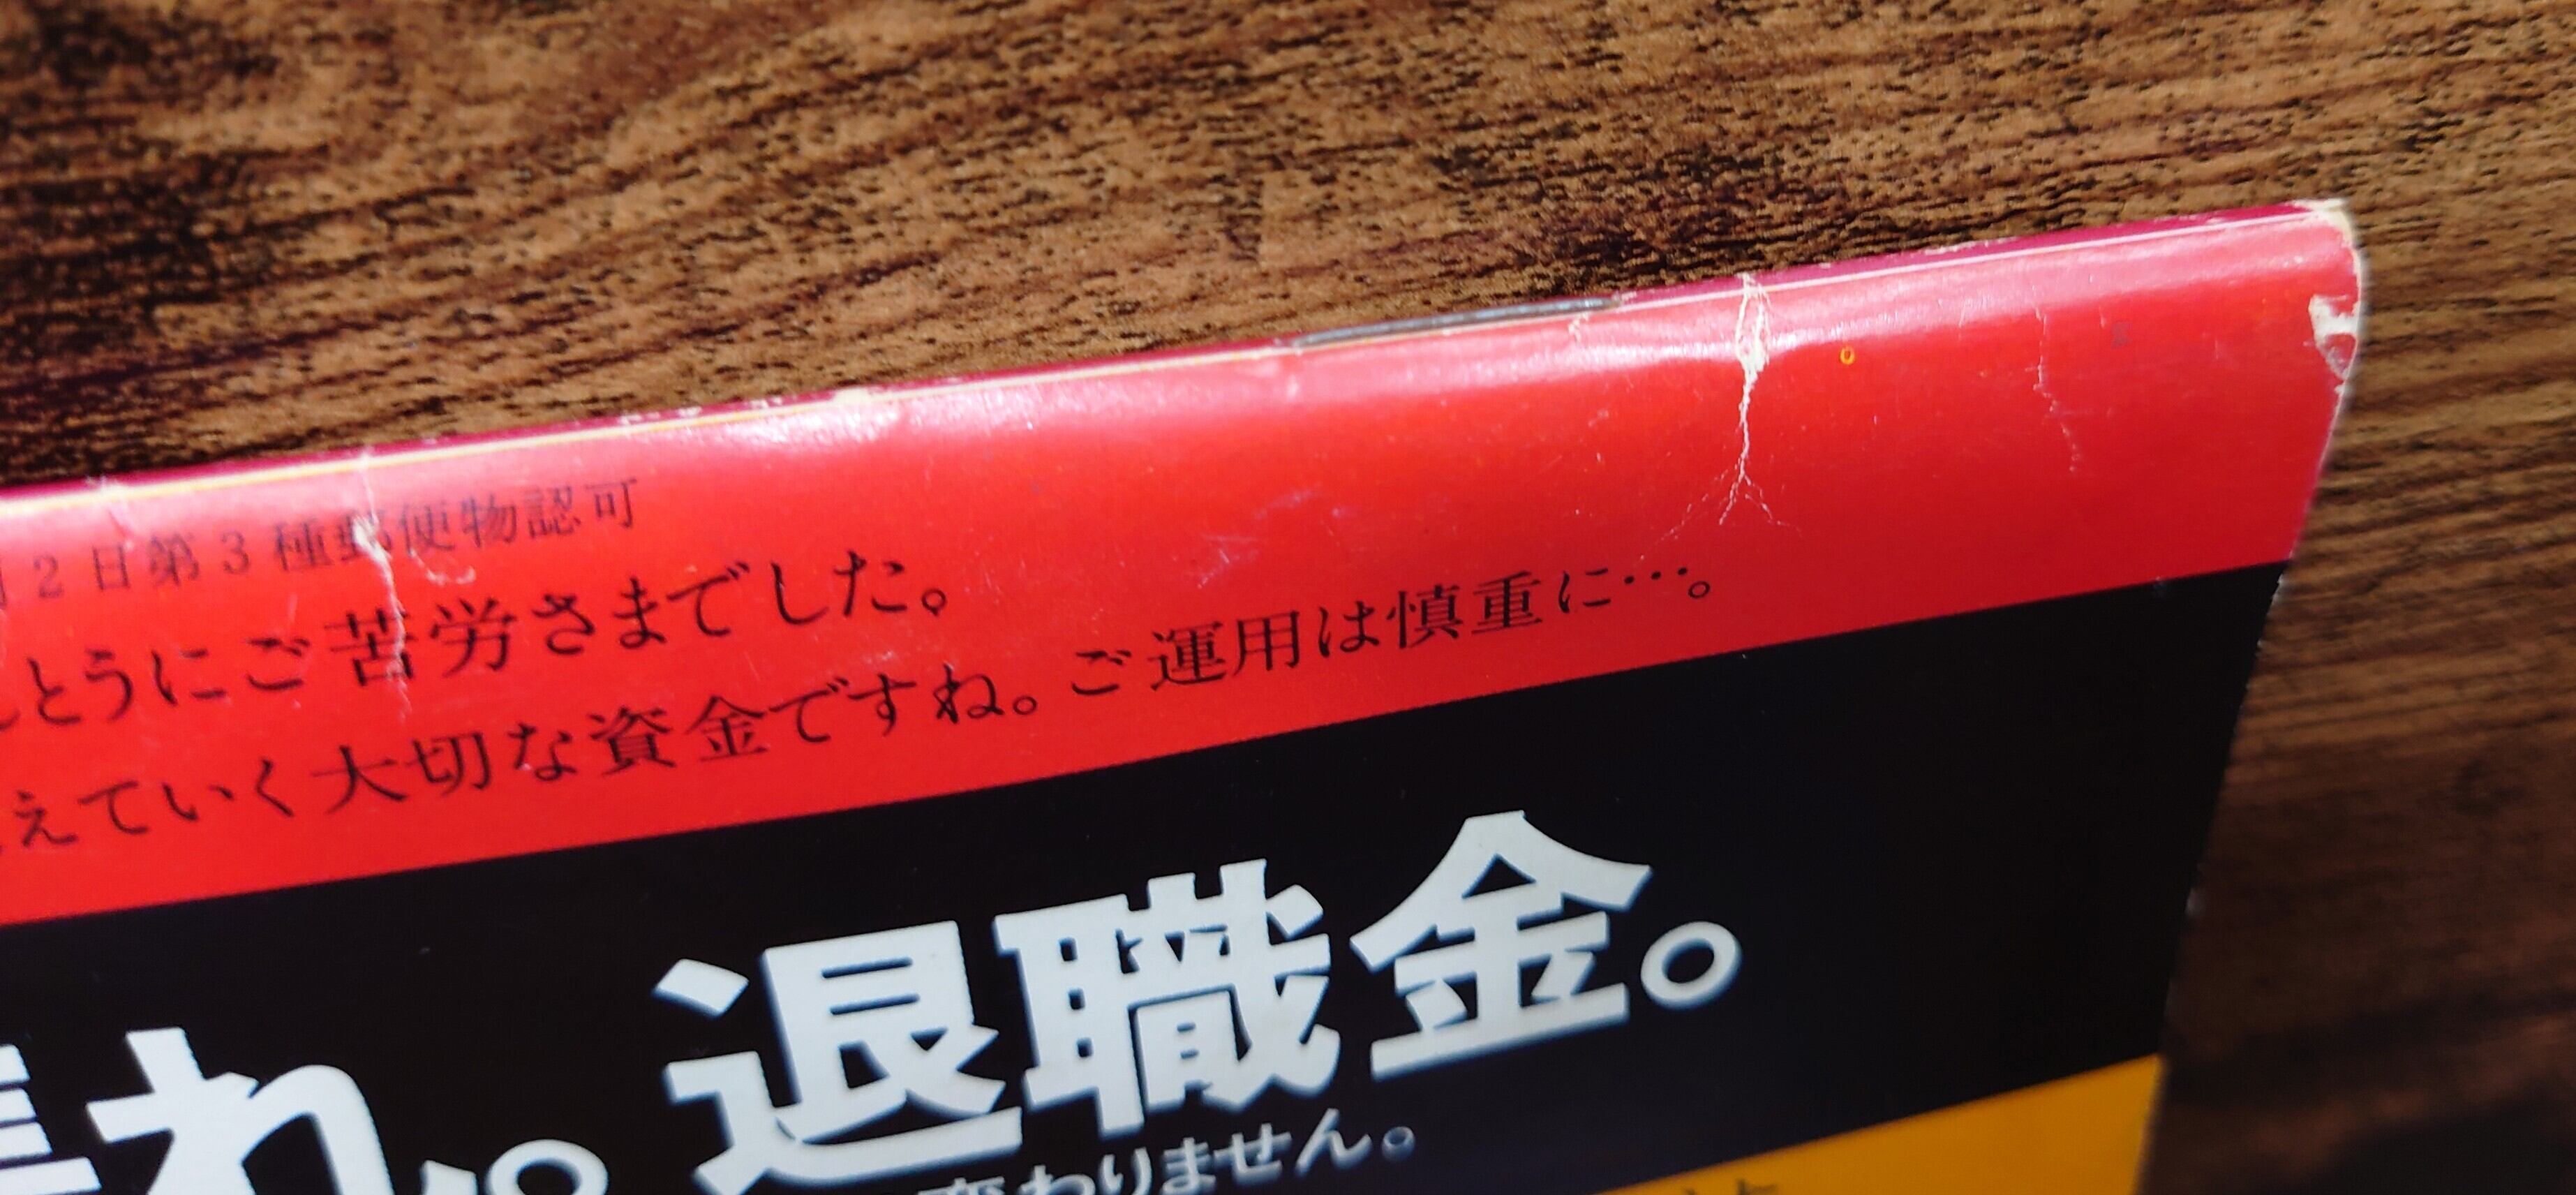 2日第3種郵便物認可
とうにご苦労さまでした。
えていく大切な資金ですね。ご運用は慎重に…。
れ。退職金。
変わりません。